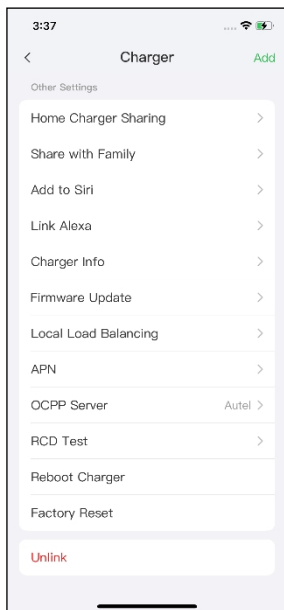 3:37
Charger
Add
Other Settings
Home Charger Sharing
Share with Family
Add to Siri
Link Alexa
Charger Info
Firmware Update
Local Load Balancing
APN
OCPP Server Autel
RCD Test
Reboot Charger
Factory Reset
Unlink